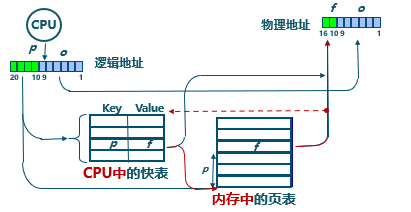 CPU
p o
20 10 9 1
逻辑地址
物理地址
f o
16 10 9 1
Key Value
p f
CPU中的快表
f
p
内存中的页表